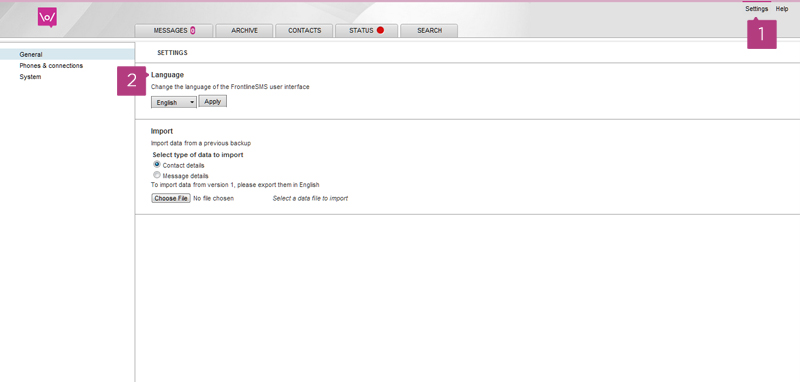 Settings Help
1
MESSAGES 0 ARCHIVE CONTACTS STATUS SEARCH
General
Phones & connections
System
SETTINGS
2
Language
Change the language of the FrontlineSMS user interface
English Apply
Import
Import data from a previous backup
Select type of data to import
Contact details
Message details
To import data from version 1, please export them in English
Choose File No file chosen Select a data file to import